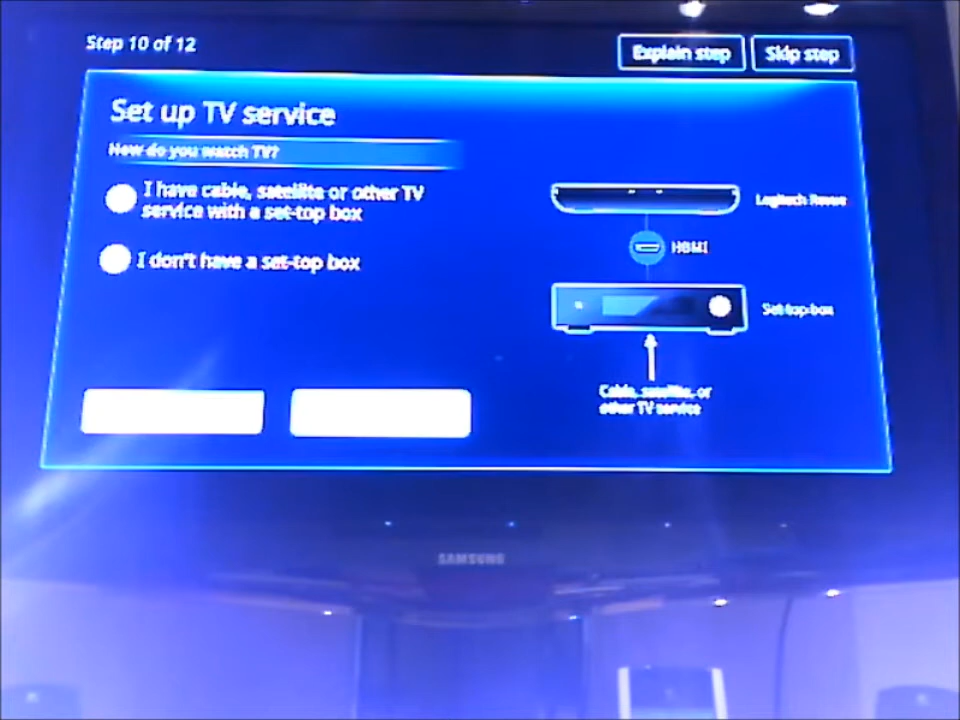 Step 10 of 12
Explain step
Skip step
Set up TV service
How do you watch TV?
I have cable, satellite or other TV
service with a set-top box
I don't have a set-top box
Logitech Revue
HDMI
Set-top-box
Cable, satellite, or
other TV service
SAMSUNG